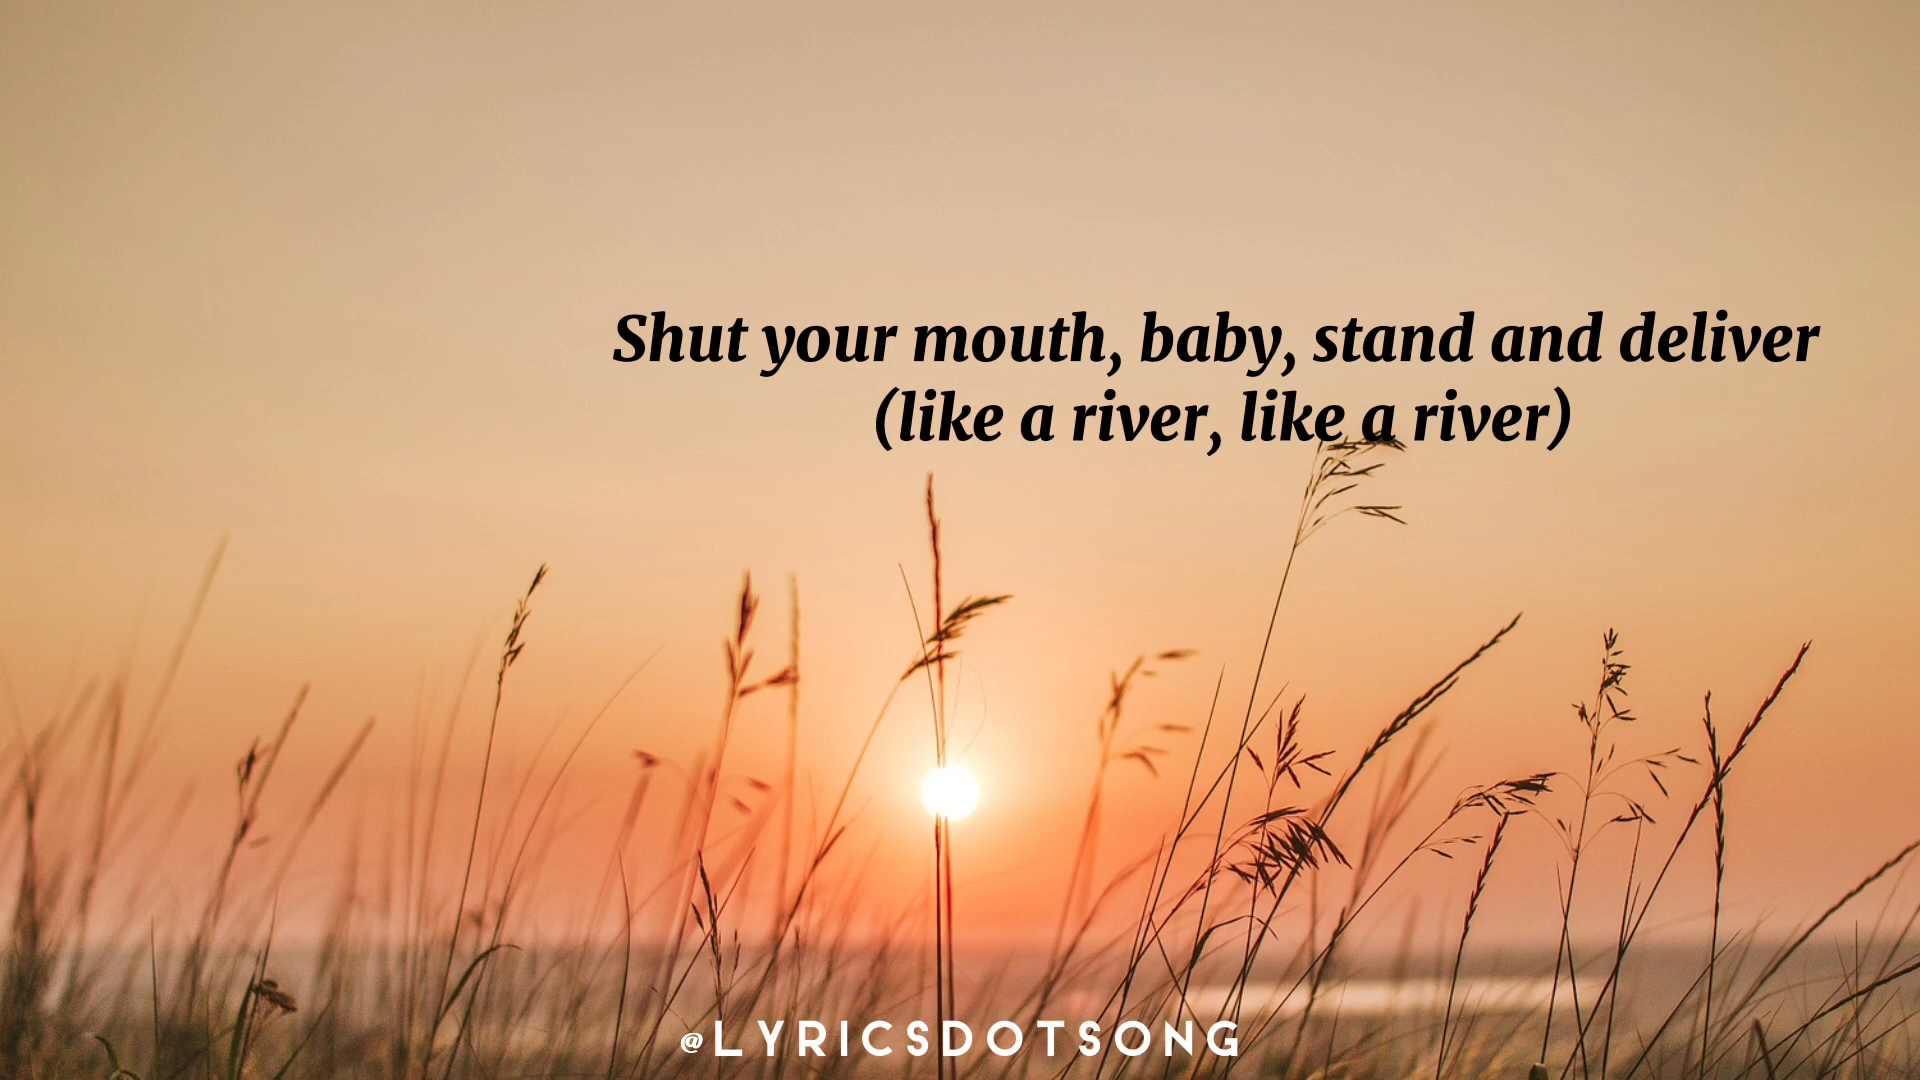 Shut your mouth, baby, stand and deliver
(like a river, like a river)
@LYRICSDOTSONG